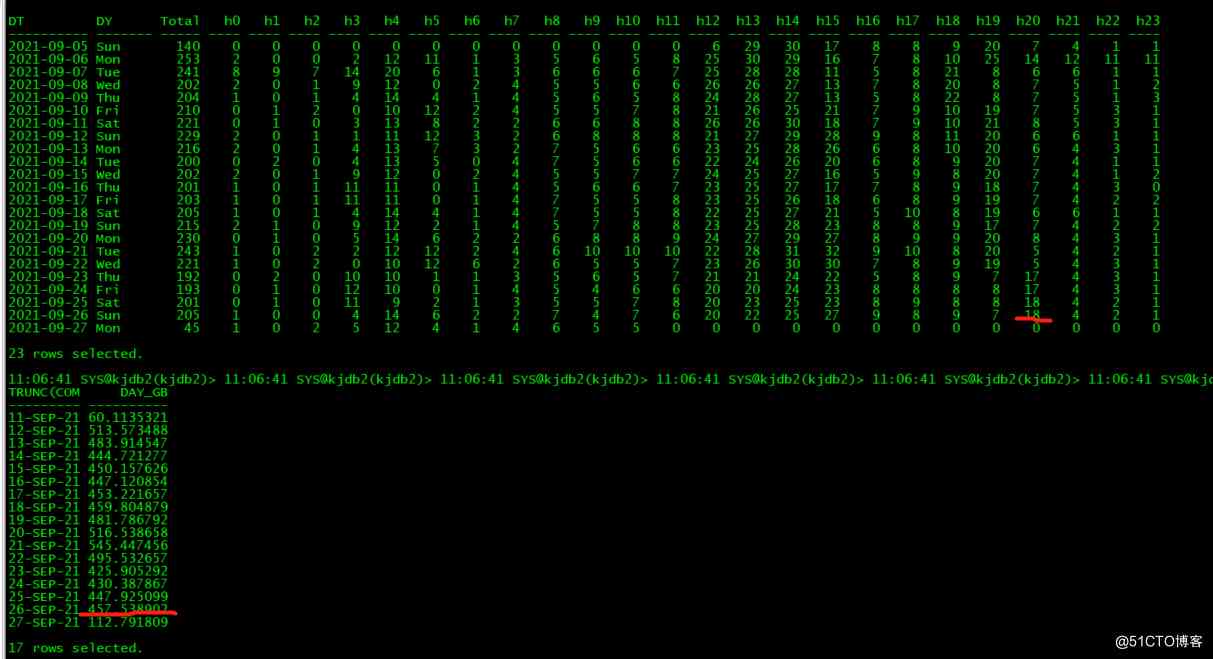 DT DY Total h0 h1 h2 h3 h4 h5 h6 h7 h8 h9 h10 h11 h12 h13 h14 h15 h16 h17 h18 h19 h20 h21 h22 h23
2021-09-05 Sun 140 0 0 0 0 0 0 0 0 0 0 0 0 6 29 30 17 8 8 9 20 7 4 1 1
2021-09-06 Mon 253 2 0 0 2 12 11 1 3 5 6 5 8 25 30 29 16 7 8 10 25 14 12 11 11
2021-09-07 Tue 241 8 9 7 14 20 6 1 3 6 6 6 7 25 28 28 11 5 8 21 8 6 6 1 1
2021-09-08 Wed 202 2 0 1 9 12 0 2 4 5 5 6 6 26 26 27 13 7 8 20 8 7 5 1 2
2021-09-09 Thu 204 1 0 1 4 14 4 1 4 5 6 5 8 24 28 27 13 5 8 22 8 7 5 1 3
2021-09-10 Fri 210 0 1 2 0 10 12 2 4 5 5 7 8 21 26 25 21 7 9 10 19 7 5 3 1
2021-09-11 Sat 221 0 1 0 3 13 8 2 2 6 6 8 8 26 26 30 18 7 9 10 21 8 5 3 1
2021-09-12 Sun 229 2 0 1 1 11 12 3 2 6 8 8 8 21 27 29 28 9 8 11 20 6 6 1 1
2021-09-13 Mon 216 2 0 1 4 13 7 3 2 7 5 6 6 23 25 28 26 6 8 10 20 6 4 3 1
2021-09-14 Tue 200 0 2 0 4 13 5 0 4 7 5 6 6 22 24 26 20 6 8 9 20 7 4 1 1
2021-09-15 Wed 202 2 0 1 9 12 0 2 4 5 5 7 7 24 25 27 16 5 9 8 20 7 4 1 2
2021-09-16 Thu 201 1 0 1 11 11 0 1 4 5 6 6 7 23 25 27 17 7 8 9 18 7 4 3 0
2021-09-17 Fri 203 1 0 1 11 11 0 1 4 7 5 5 8 23 25 26 18 6 8 9 19 7 4 2 2
2021-09-18 Sat 205 1 0 1 4 14 4 1 4 7 5 5 8 22 25 27 21 5 10 8 19 6 6 1 1
2021-09-19 Sun 215 2 1 0 9 12 2 1 4 5 7 8 8 23 25 28 23 8 8 9 17 7 4 2 2
2021-09-20 Mon 230 0 1 0 5 14 6 2 2 6 8 8 9 24 27 29 27 8 9 9 20 8 4 3 1
2021-09-21 Tue 243 1 0 2 2 12 12 2 4 6 10 10 10 22 28 31 32 9 10 8 20 5 4 2 1
2021-09-22 Wed 221 1 0 2 0 10 12 6 2 6 5 5 7 23 26 30 30 7 8 9 19 5 4 3 1
2021-09-23 Thu 192 0 2 0 10 10 1 1 3 5 6 5 7 21 21 24 22 5 8 9 7 17 4 3 1
2021-09-24 Fri 193 0 1 0 12 10 0 1 4 5 4 6 6 20 20 24 23 8 8 8 8 17 4 3 1
2021-09-25 Sat 201 0 1 0 11 9 2 1 3 5 5 7 8 20 23 25 23 8 9 8 8 18 4 2 1
2021-09-26 Sun 205 1 0 0 4 14 6 2 2 7 4 7 6 20 22 25 27 9 8 9 7 18 4 2 1
2021-09-27 Mon 45 1 0 2 5 12 4 1 4 6 5 5 0 0 0 0 0 0 0 0 0 0 0 0 0
23 rows selected.
11:06:41 SYS@kjdb2(kjdb2)> 11:06:41 SYS@kjdb2(kjdb2)> 11:06:41 SYS@kjdb2(kjdb2)> 11:06:41 SYS@kjdb2(kjdb2)> 11:06:41 SYS@kjdb2(kjdb2)> 11:06:41 SYS@kj
TRUNC(COM DAY_GB
11-SEP-21 60.1135321
12-SEP-21 513.573488
13-SEP-21 483.914547
14-SEP-21 444.721277
15-SEP-21 450.157626
16-SEP-21 447.120854
17-SEP-21 453.221657
18-SEP-21 459.804879
19-SEP-21 481.786792
20-SEP-21 516.538658
21-SEP-21 545.447456
22-SEP-21 495.532657
23-SEP-21 425.905292
24-SEP-21 430.387867
25-SEP-21 447.925099
26-SEP-21 457.538902
27-SEP-21 112.791809
17 rows selected.
@51CTO博客